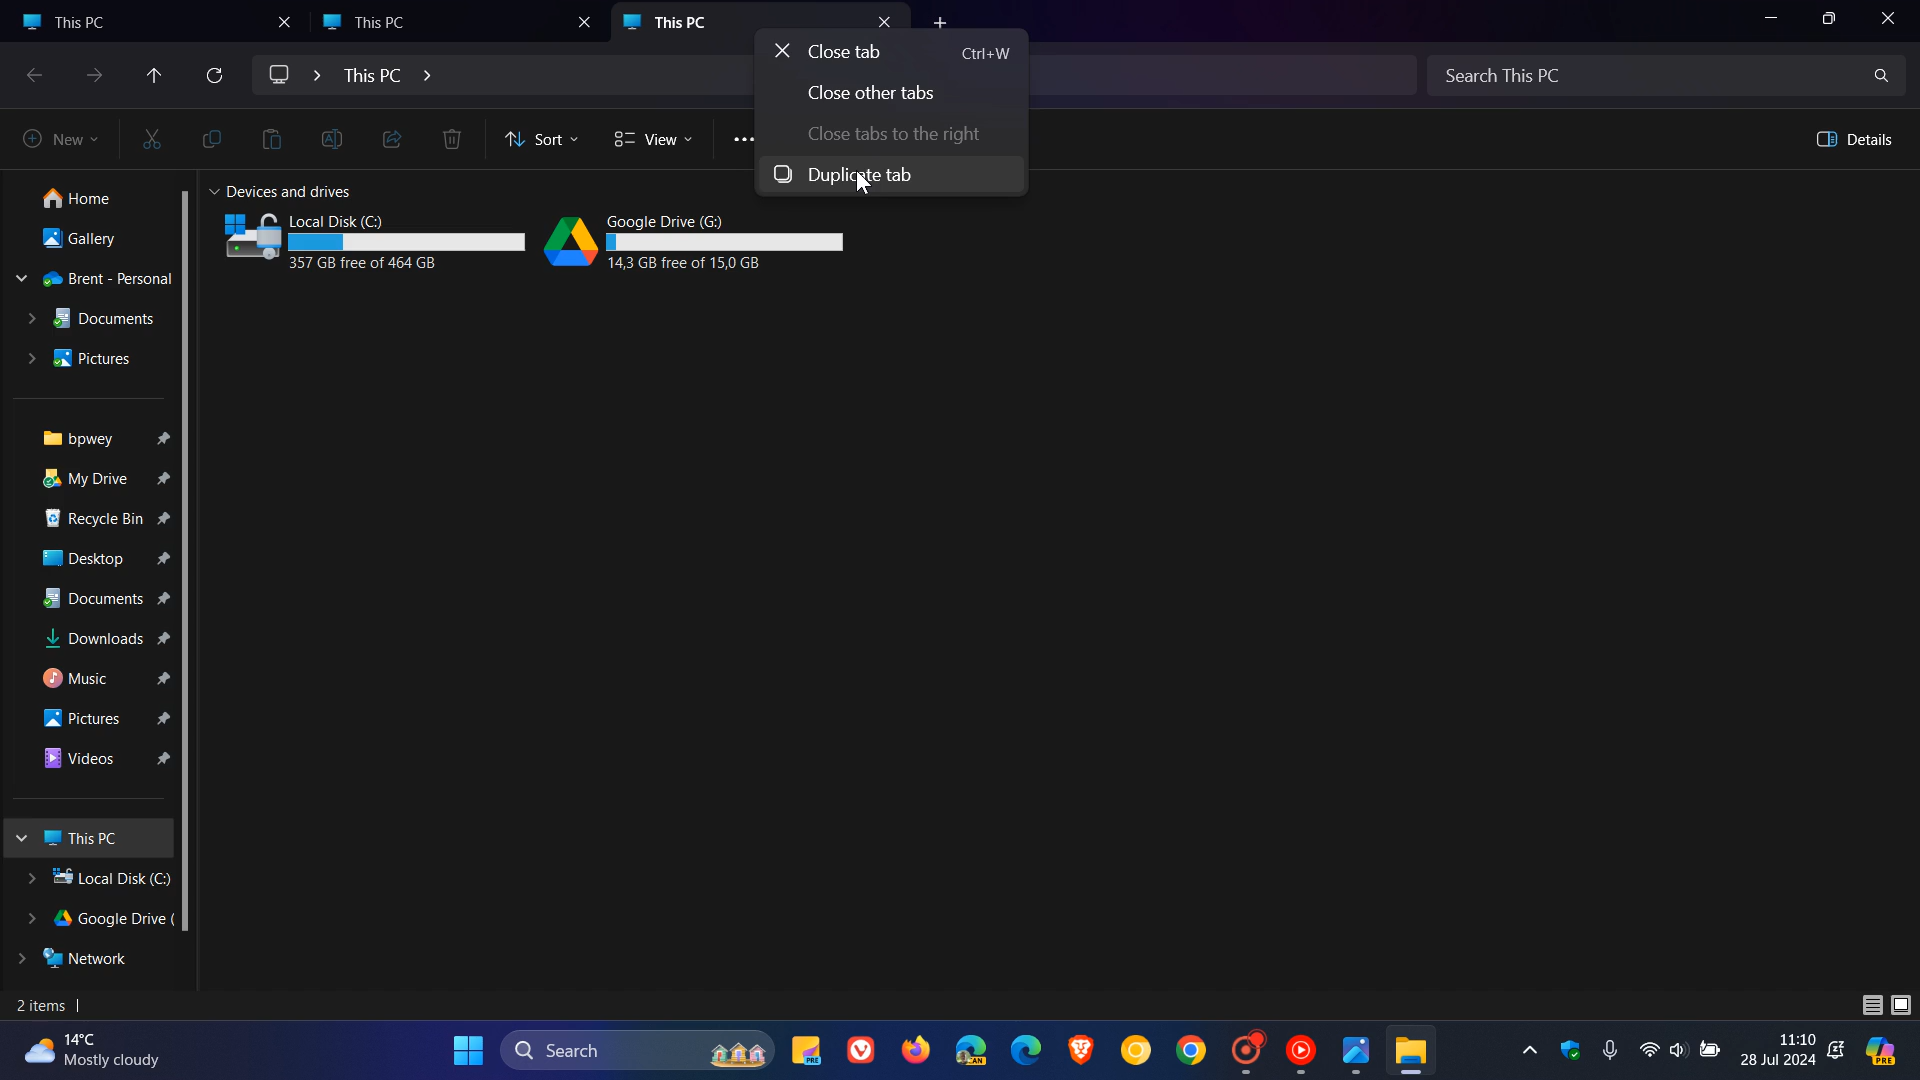 This PC
This PC
This PC
Close tab Ctrl+W
Close other tabs
Close tabs to the right
Duplicate tab
This PC
Search This PC
New
Sort
View
Details
Home
Gallery
Brent - Personal
Documents
Pictures
bpwey
My Drive
Recycle Bin
Desktop
Documents
Downloads
Music
Pictures
Videos
This PC
Local Disk (C:)
Google Drive (
Network
Devices and drives
Local Disk (C:)
357 GB free of 464 GB
Google Drive (G:)
14,3 GB free of 15,0 GB
2 items
14°C
Mostly cloudy
Search
PRE
CAN
11:10
28 Jul 2024
PRE